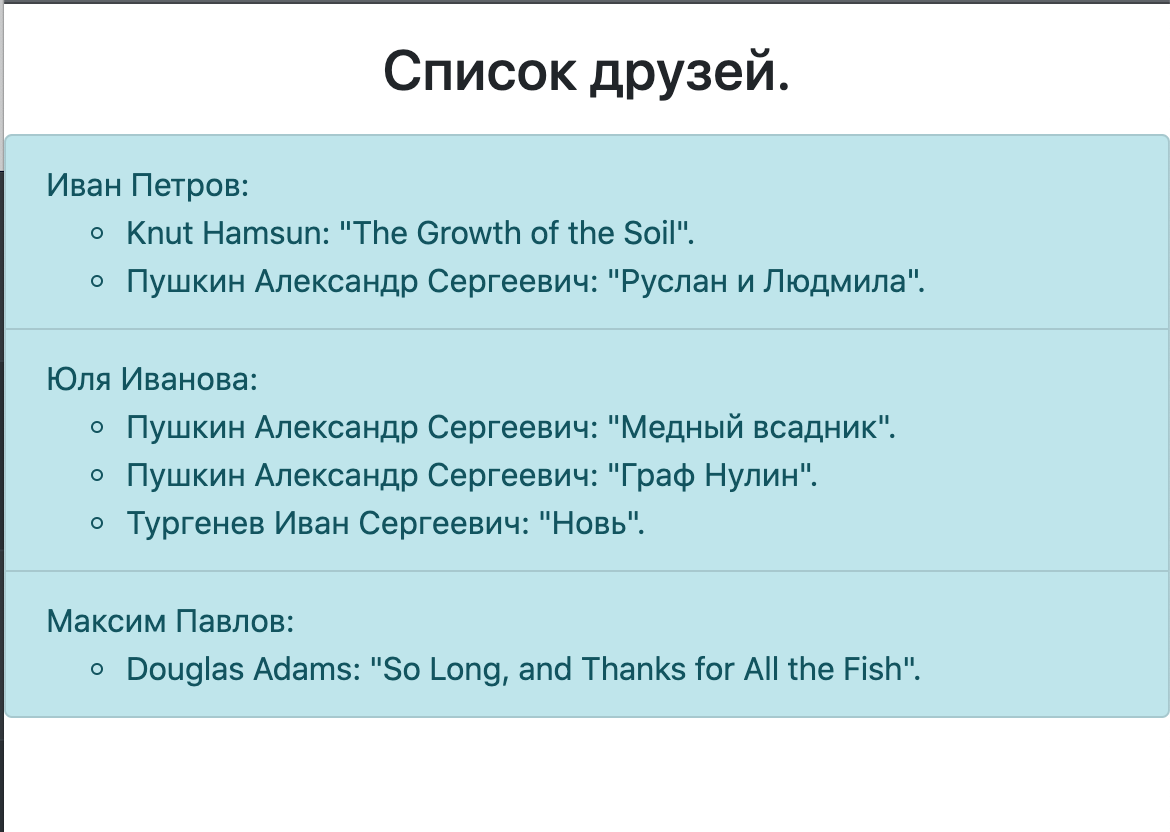 Список друзей.
Иван Петров:
Knut Hamsun: "The Growth of the Soil".
Пушкин Александр Сергеевич: "Руслан и Людмила".
Юля Иванова:
Пушкин Александр Сергеевич: "Медный всадник".
Пушкин Александр Сергеевич: "Граф Нулин".
Тургенев Иван Сергеевич: "Новь".
Максим Павлов:
Douglas Adams: "So Long, and Thanks for All the Fish".